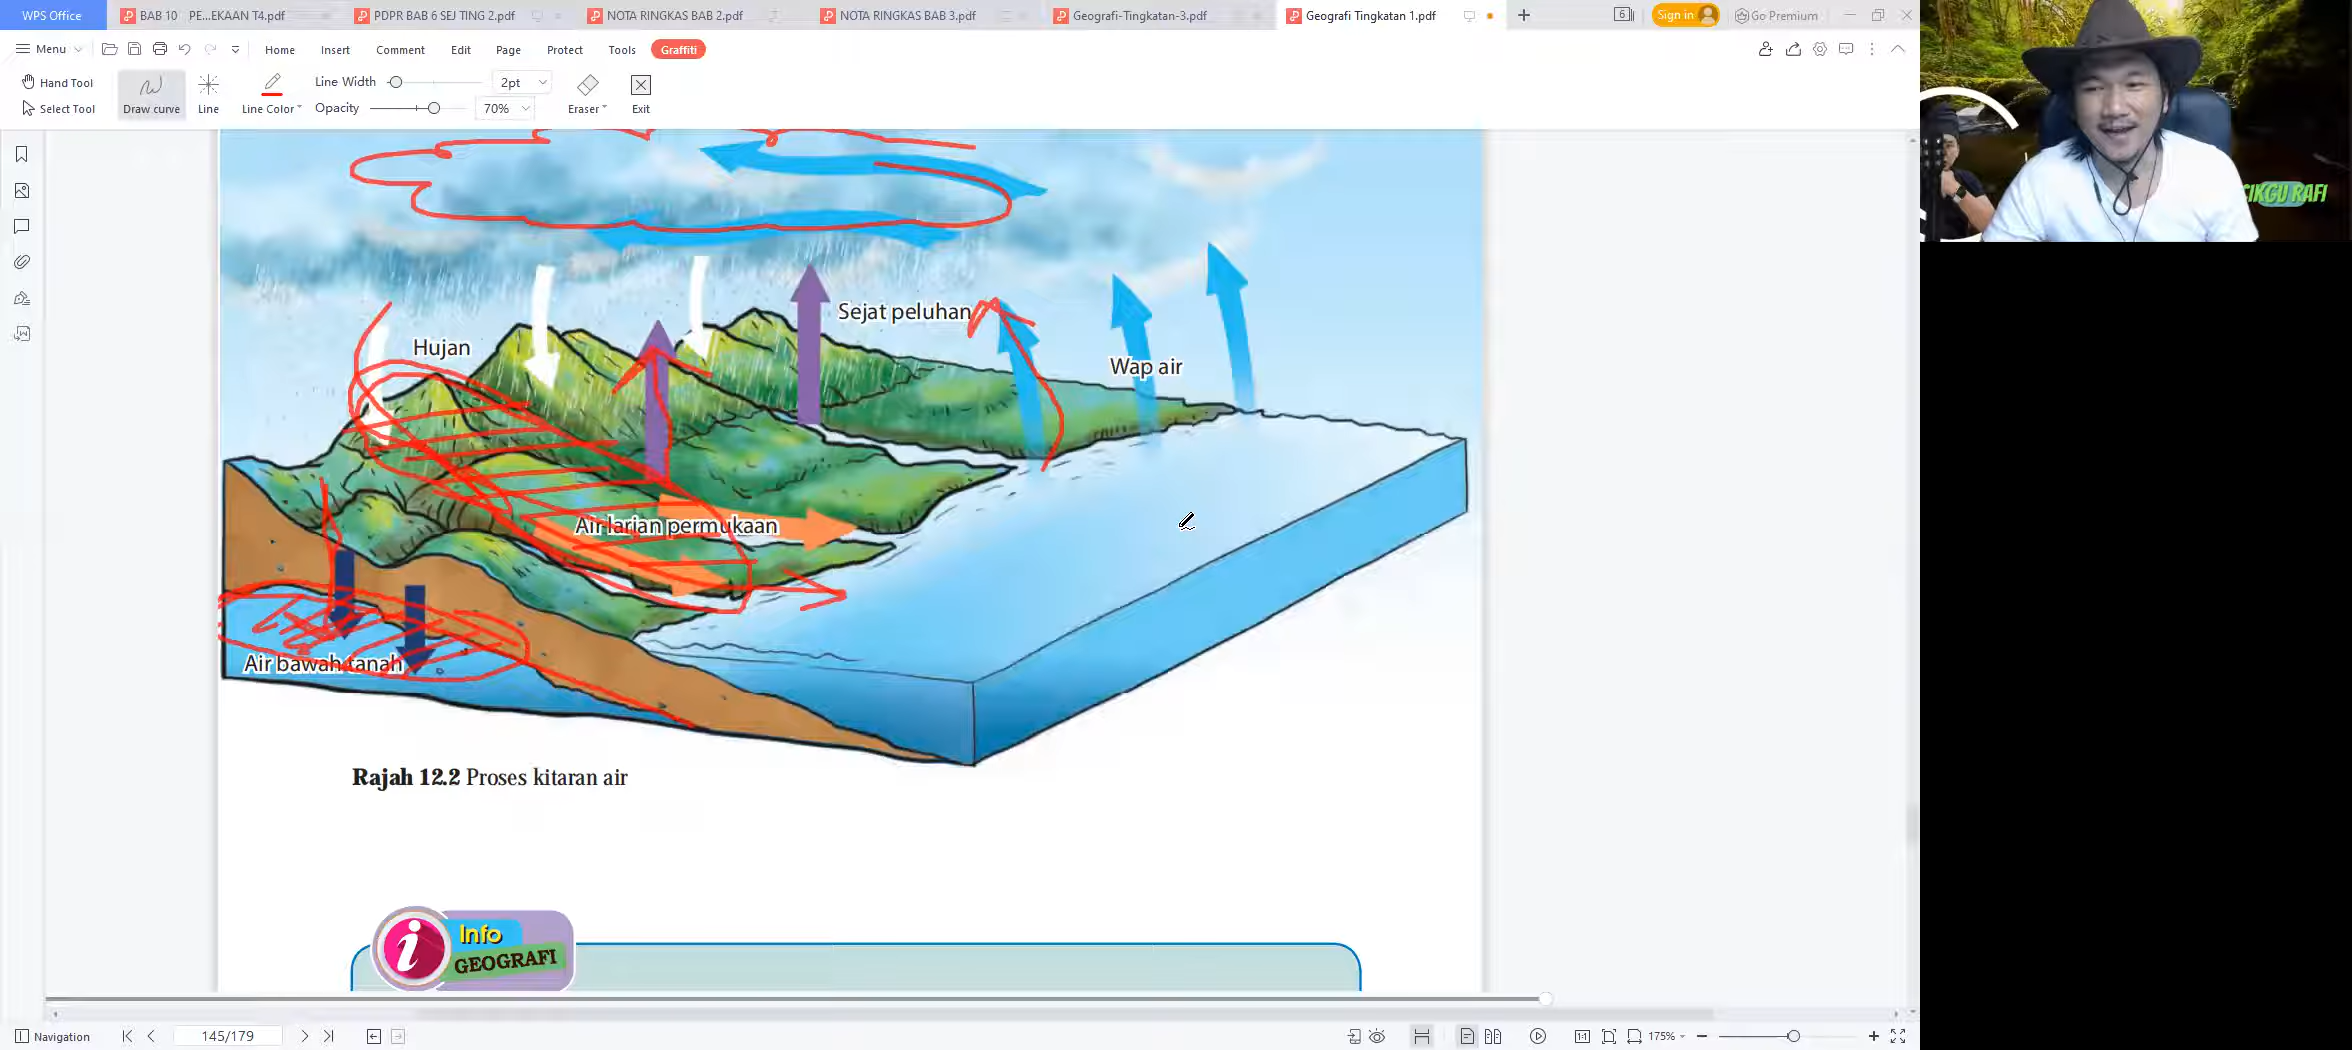 WPS Office
BAB 10 PE...EKAAN T4.pdf
PDPR BAB 6 SEJ TING 2.pdf
NOTA RINGKAS BAB 2.pdf
NOTA RINGKAS BAB 3.pdf
Geografi-Tingkatan-3.pdf
Geografi Tingkatan 1.pdf
6
Sign in
Go Premium
Menu
Home
Insert
Comment
Edit
Page
Protect
Tools
Graffiti
Hand Tool
Select Tool
Draw curve
Line
Line Color
Line Width
2pt
Opacity
70%
Eraser
Exit
CIKGU RAFI
Sejat peluhan
Hujan
Wap air
Air larian permukaan
Air bawah tanah
Rajah 12.2 Proses kitaran air
i
Info
GEOGRAFI
Navigation
145/179
1:1
175%